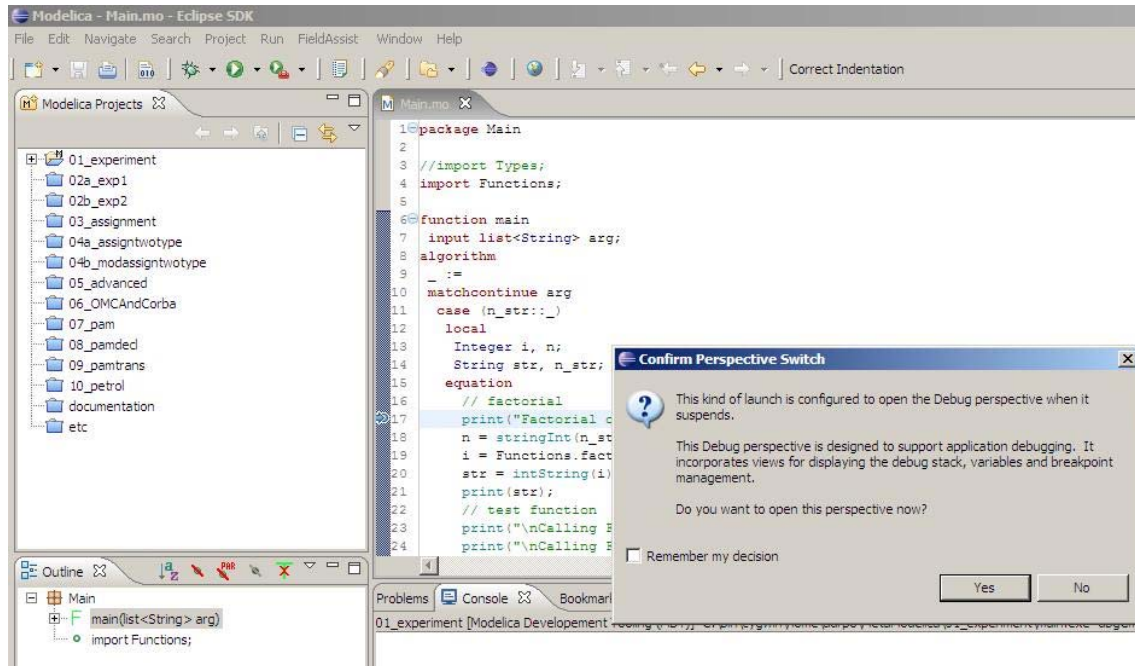 Modelica - Main.mo - Eclipse SDK
File Edit Navigate Search Project Run FieldAssist Window Help
Correct Indentation
Modelica Projects
01_experiment
02a_exp1
02b_exp2
03_assignment
04a_assigntwotype
04b_modassigntwotype
05_advanced
06_OMCAndCorba
07_pam
08_pamdecl
09_pamtrans
10_petrol
documentation
etc
Main.mo
1 package Main
2
3 //import Types;
4 import Functions;
5
6 function main
7 input list<String> arg;
8 algorithm
9 _ :=
10 matchcontinue arg
11 case (n_str::_)
12 local
13 Integer i, n;
14 String str, n_str;
15 equation
16 // factorial
17 print("Factorial
18 n = stringInt(n_st
19 i = Functions.fact
20 str = intString(i)
21 print(str);
22 // test function
23 print("\nCalling
24 print("\nCalling
Confirm Perspective Switch
This kind of launch is configured to open the Debug perspective when it
suspends.
This Debug perspective is designed to support application debugging. It
incorporates views for displaying the debug stack, variables and breakpoint
management.
Do you want to open this perspective now?
Remember my decision
Yes No
Outline
Main
main(list<String> arg)
import Functions;
Problems Console Bookmar
01_experiment [Modelica Developement